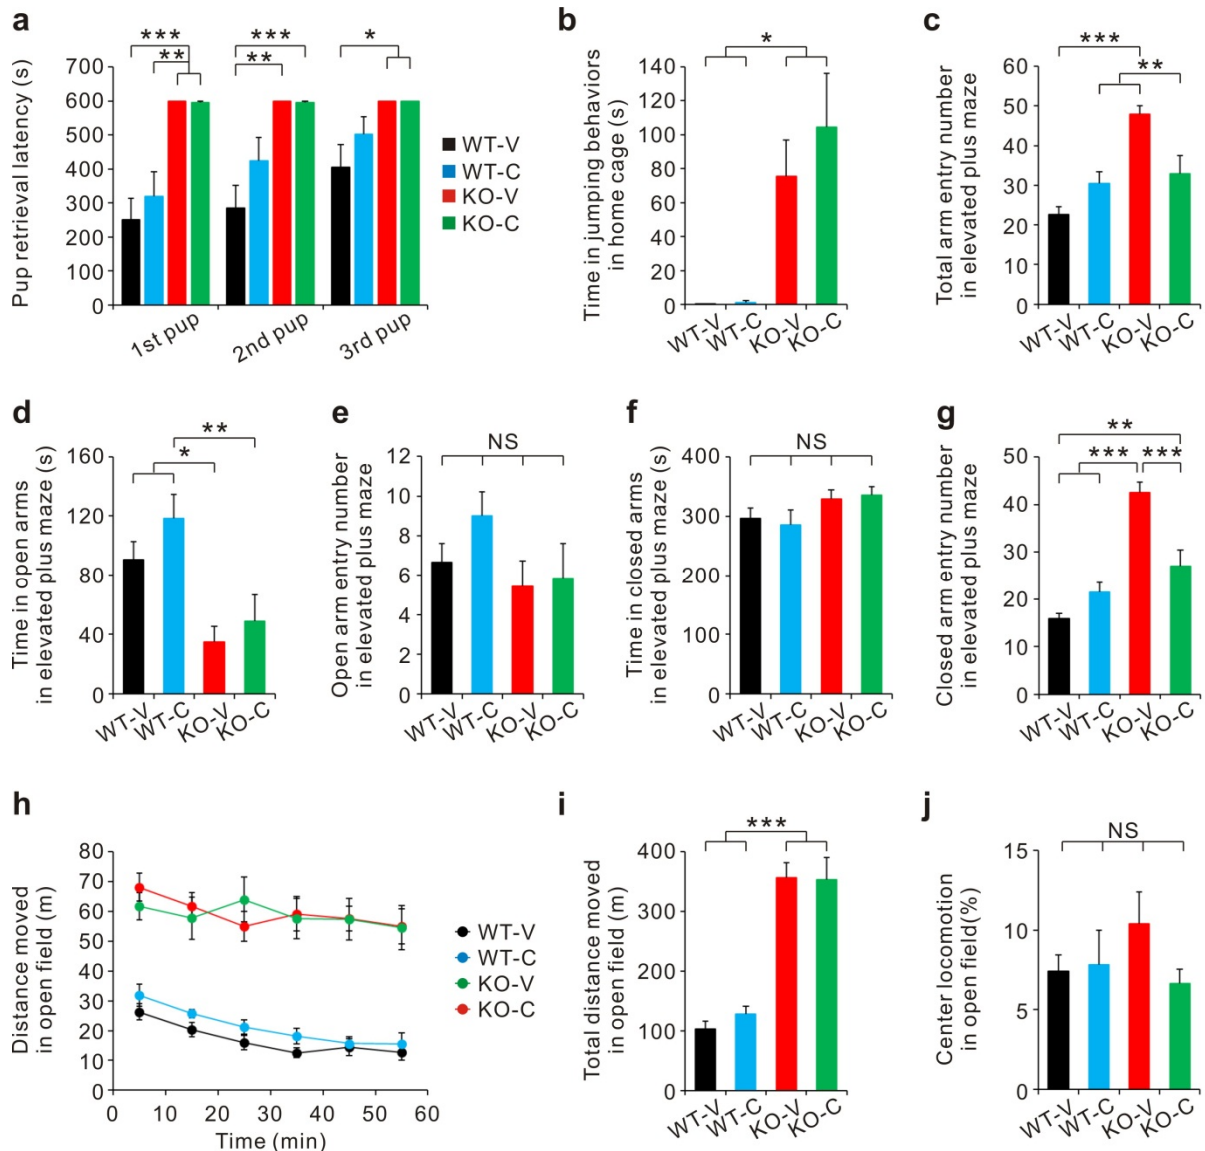 a
Pup retrieval latency (s)
700
600
500
400
300
200
100
0
***
**
***
**
*
1st pup
2nd pup
3rd pup
WT-V
WT-C
KO-V
KO-C
b
Time in jumping behaviors
in home cage (s)
140
120
100
80
60
40
20
0
*
WT-V
WT-C
KO-V
KO-C
c
Total arm entry number
in elevated plus maze
60
50
40
30
20
10
0
***
**
WT-V
WT-C
KO-V
KO-C
d
Time in open arms
in elevated plus maze (s)
160
120
80
40
0
**
*
WT-V
WT-C
KO-V
KO-C
e
Open arm entry number
in elevated plus maze
12
10
8
6
4
2
0
NS
WT-V
WT-C
KO-V
KO-C
f
Time in closed arms
in elevated plus maze (s)
400
300
200
100
0
NS
WT-V
WT-C
KO-V
KO-C
g
Closed arm entry number
in elevated plus maze
50
40
30
20
10
0
**
*** ***
WT-V
WT-C
KO-V
KO-C
h
Distance moved
in open field (m)
80
70
60
50
40
30
20
10
0
0 10 20 30 40 50 60
Time (min)
WT-V
WT-C
KO-V
KO-C
i
Total distance moved
in open field (m)
400
300
200
100
0
***
WT-V
WT-C
KO-V
KO-C
j
Center locomotion
in open field(%)
15
10
5
0
NS
WT-V
WT-C
KO-V
KO-C